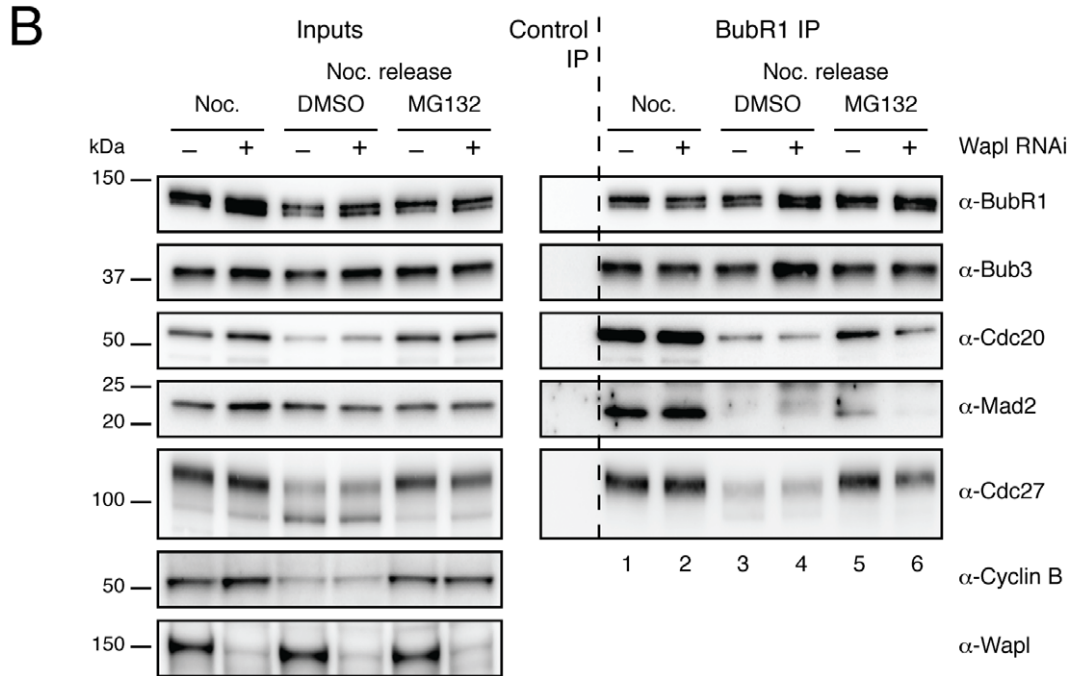 B
Inputs
Control IP
BubR1 IP
Noc. release
Noc. release
Noc. DMSO MG132
Noc. DMSO MG132
kDa
– + – + – +
– + – + – +
Wapl RNAi
150
α-BubR1
37
α-Bub3
50
α-Cdc20
25
20
α-Mad2
100
α-Cdc27
1 2 3 4 5 6
50
α-Cyclin B
150
α-Wapl